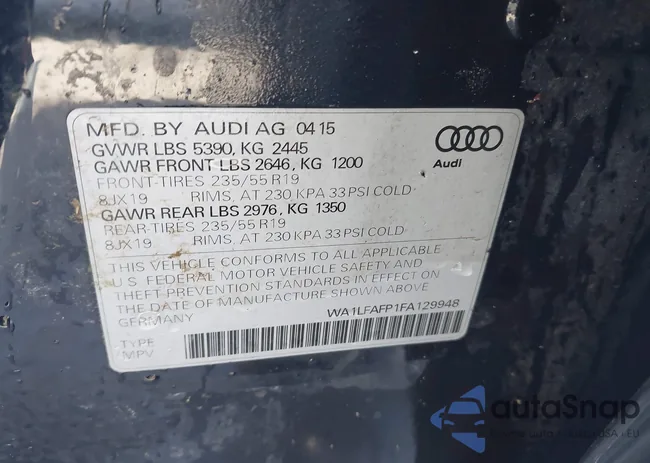 MFD. BY AUDI AG 04 15
GVWR LBS 5390, KG 2445
GAWR FRONT LBS 2646, KG 1200
FRONT-TIRES 235/55 R19
8JX19 RIMS, AT 230 KPA 33 PSI COLD
GAWR REAR LBS 2976, KG 1350
REAR-TIRES 235/55 R19
8JX19 RIMS, AT 230 KPA 33 PSI COLD
THIS VEHICLE CONFORMS TO ALL APPLICABLE
U.S. FEDERAL MOTOR VEHICLE SAFETY AND
THEFT PREVENTION STANDARDS IN EFFECT ON
THE DATE OF MANUFACTURE SHOWN ABOVE
GERMANY
WA1LFAFP1FA129948
TYPE
MPV
Audi
autoSnap
auta
USA - EU